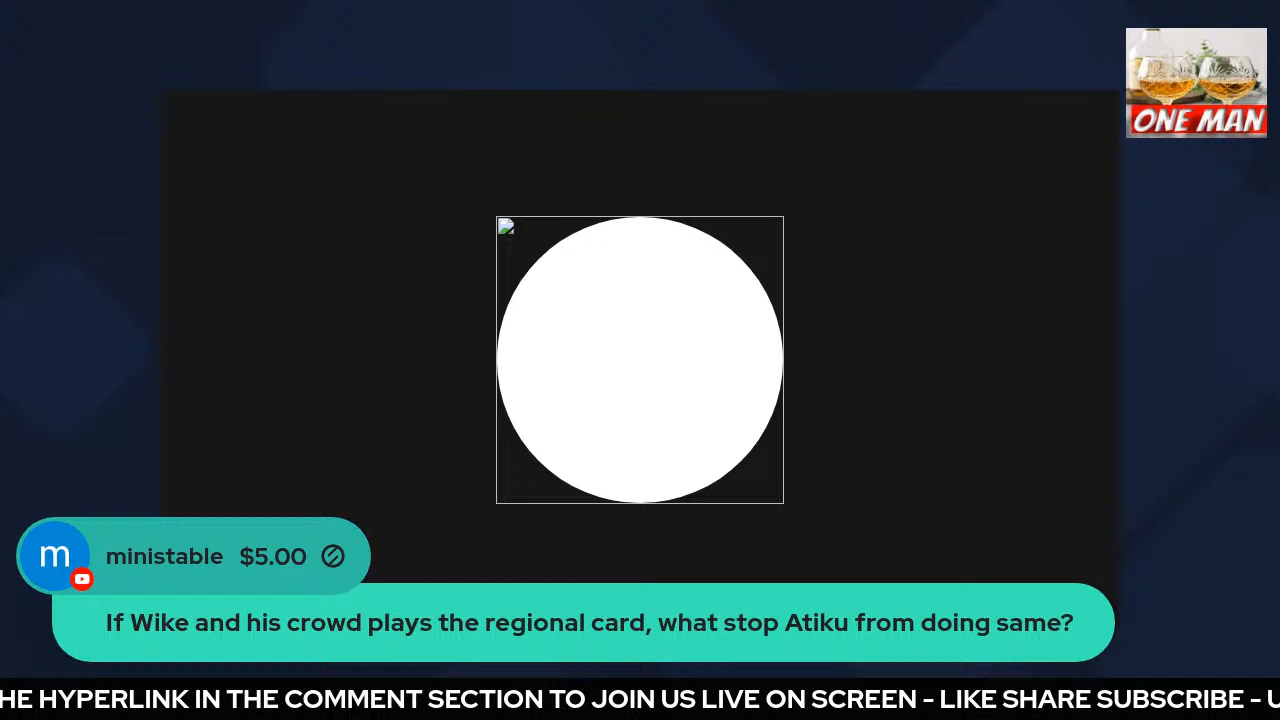 ONE MAN
m
ministable $5.00
If Wike and his crowd plays the regional card, what stop Atiku from doing same?
HE HYPERLINK IN THE COMMENT SECTION TO JOIN US LIVE ON SCREEN - LIKE SHARE SUBSCRIBE - U